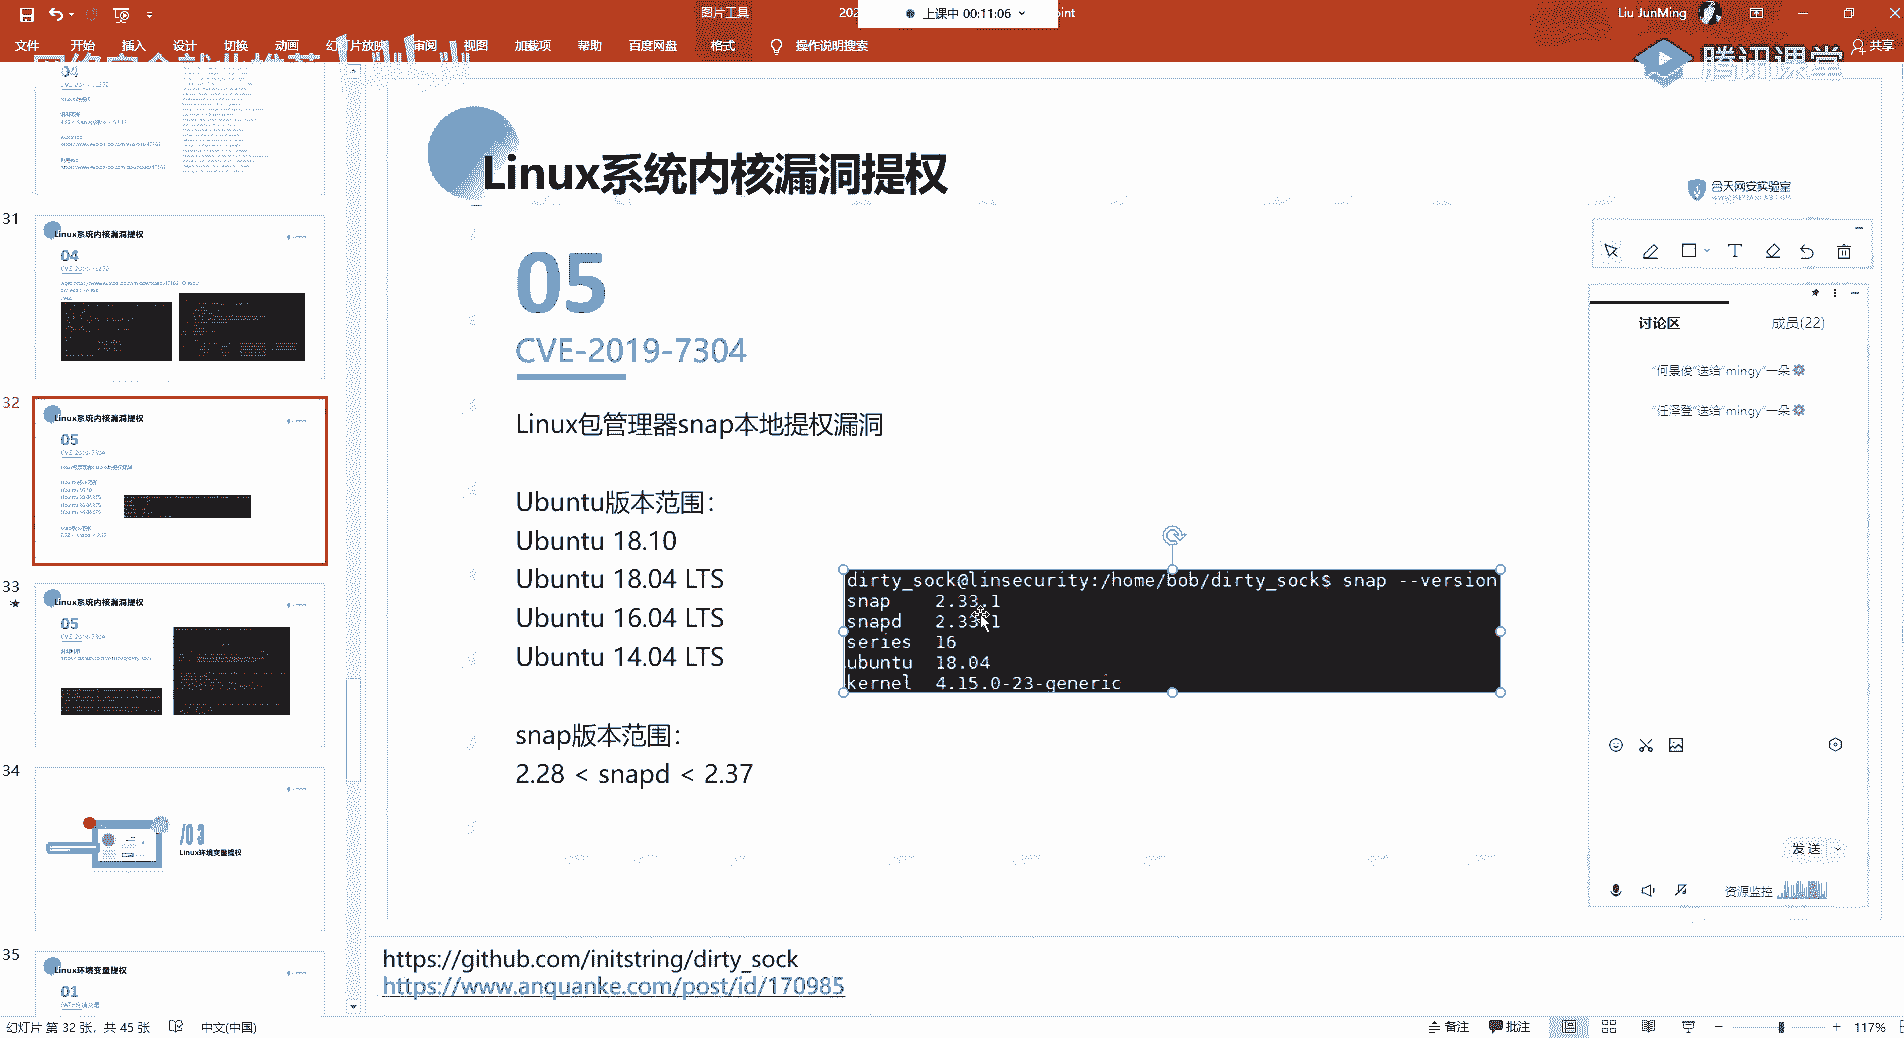 图片工具
202
上课中 00:11:06
oint
Liu JunMing
文件 开始 插入 设计 切换 动画 幻灯片放映 审阅 视图 加载项 帮助 百度网盘 格式 操作说明搜索 共享
腾讯课堂
04
31
Linux系统内核漏洞提权
04
32
Linux系统内核漏洞提权
05
33
Linux系统内核漏洞提权
05
34
/03
Linux环境变量提权
35
Linux环境变量提权
01
Linux系统内核漏洞提权
合天网安实验室
05
CVE-2019-7304
Linux包管理器snap本地提权漏洞
Ubuntu版本范围：
Ubuntu 18.10
Ubuntu 18.04 LTS
Ubuntu 16.04 LTS
Ubuntu 14.04 LTS
snap版本范围：
2.28 < snapd < 2.37
dirty_sock@linsecurity:/home/bob/dirty_sock$ snap --version
snap 2.33.1
snapd 2.33.1
series 16
ubuntu 18.04
kernel 4.15.0-23-generic
讨论区 成员(22)
"何景俊"送给"mingy"一朵
"任泽登"送给"mingy"一朵
发送
资源监控
https://github.com/initstring/dirty_sock
https://www.anquanke.com/post/id/170985
幻灯片 第 32 张，共 45 张 中文(中国)
备注 批注 117%